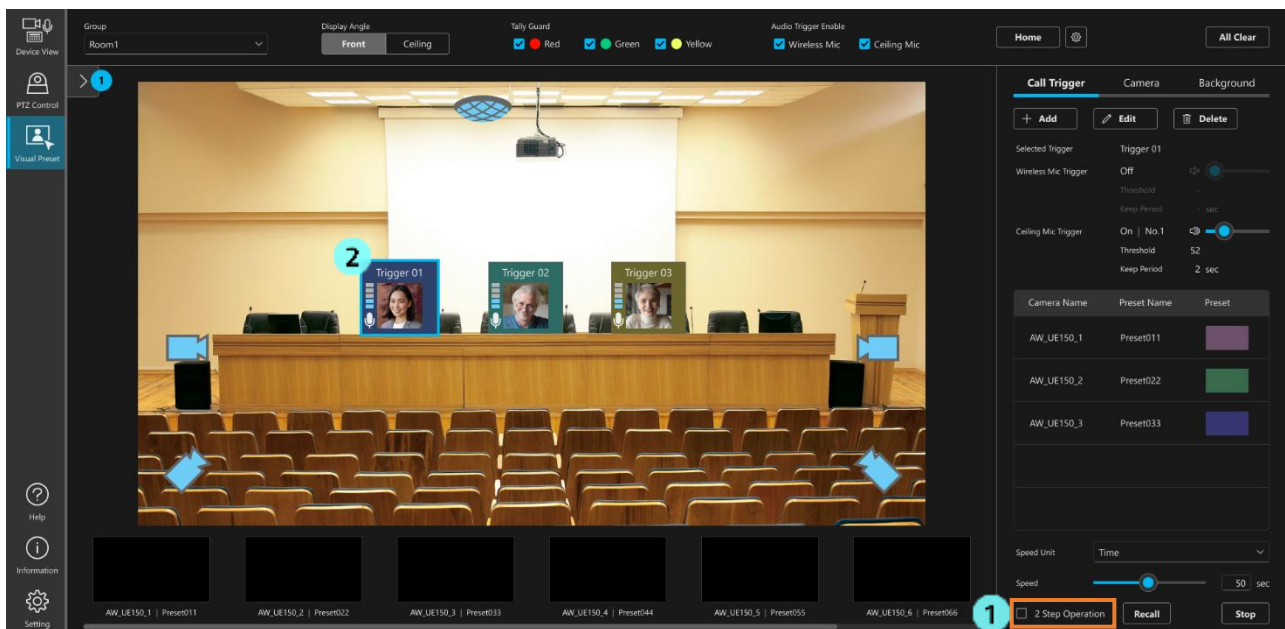 Device View
PTZ Control
Visual Preset
Help
Information
Setting
Group
Room1
Display Angle
Front Ceiling
Tally Guard
Red Green Yellow
Audio Trigger Enable
Wireless Mic Ceiling Mic
Home
All Clear
1
2
Trigger 01
Trigger 02
Trigger 03
AW_UE150_1 | Preset011
AW_UE150_2 | Preset022
AW_UE150_3 | Preset033
AW_UE150_4 | Preset044
AW_UE150_5 | Preset055
AW_UE150_6 | Preset066
Call Trigger Camera Background
+ Add Edit Delete
Selected Trigger Trigger 01
Wireless Mic Trigger Off
Threshold -
Keep Period - sec
Ceiling Mic Trigger On | No.1
Threshold 52
Keep Period 2 sec
Camera Name Preset Name Preset
AW_UE150_1 Preset011
AW_UE150_2 Preset022
AW_UE150_3 Preset033
Speed Unit Time
Speed 50 sec
1 2 Step Operation Recall Stop